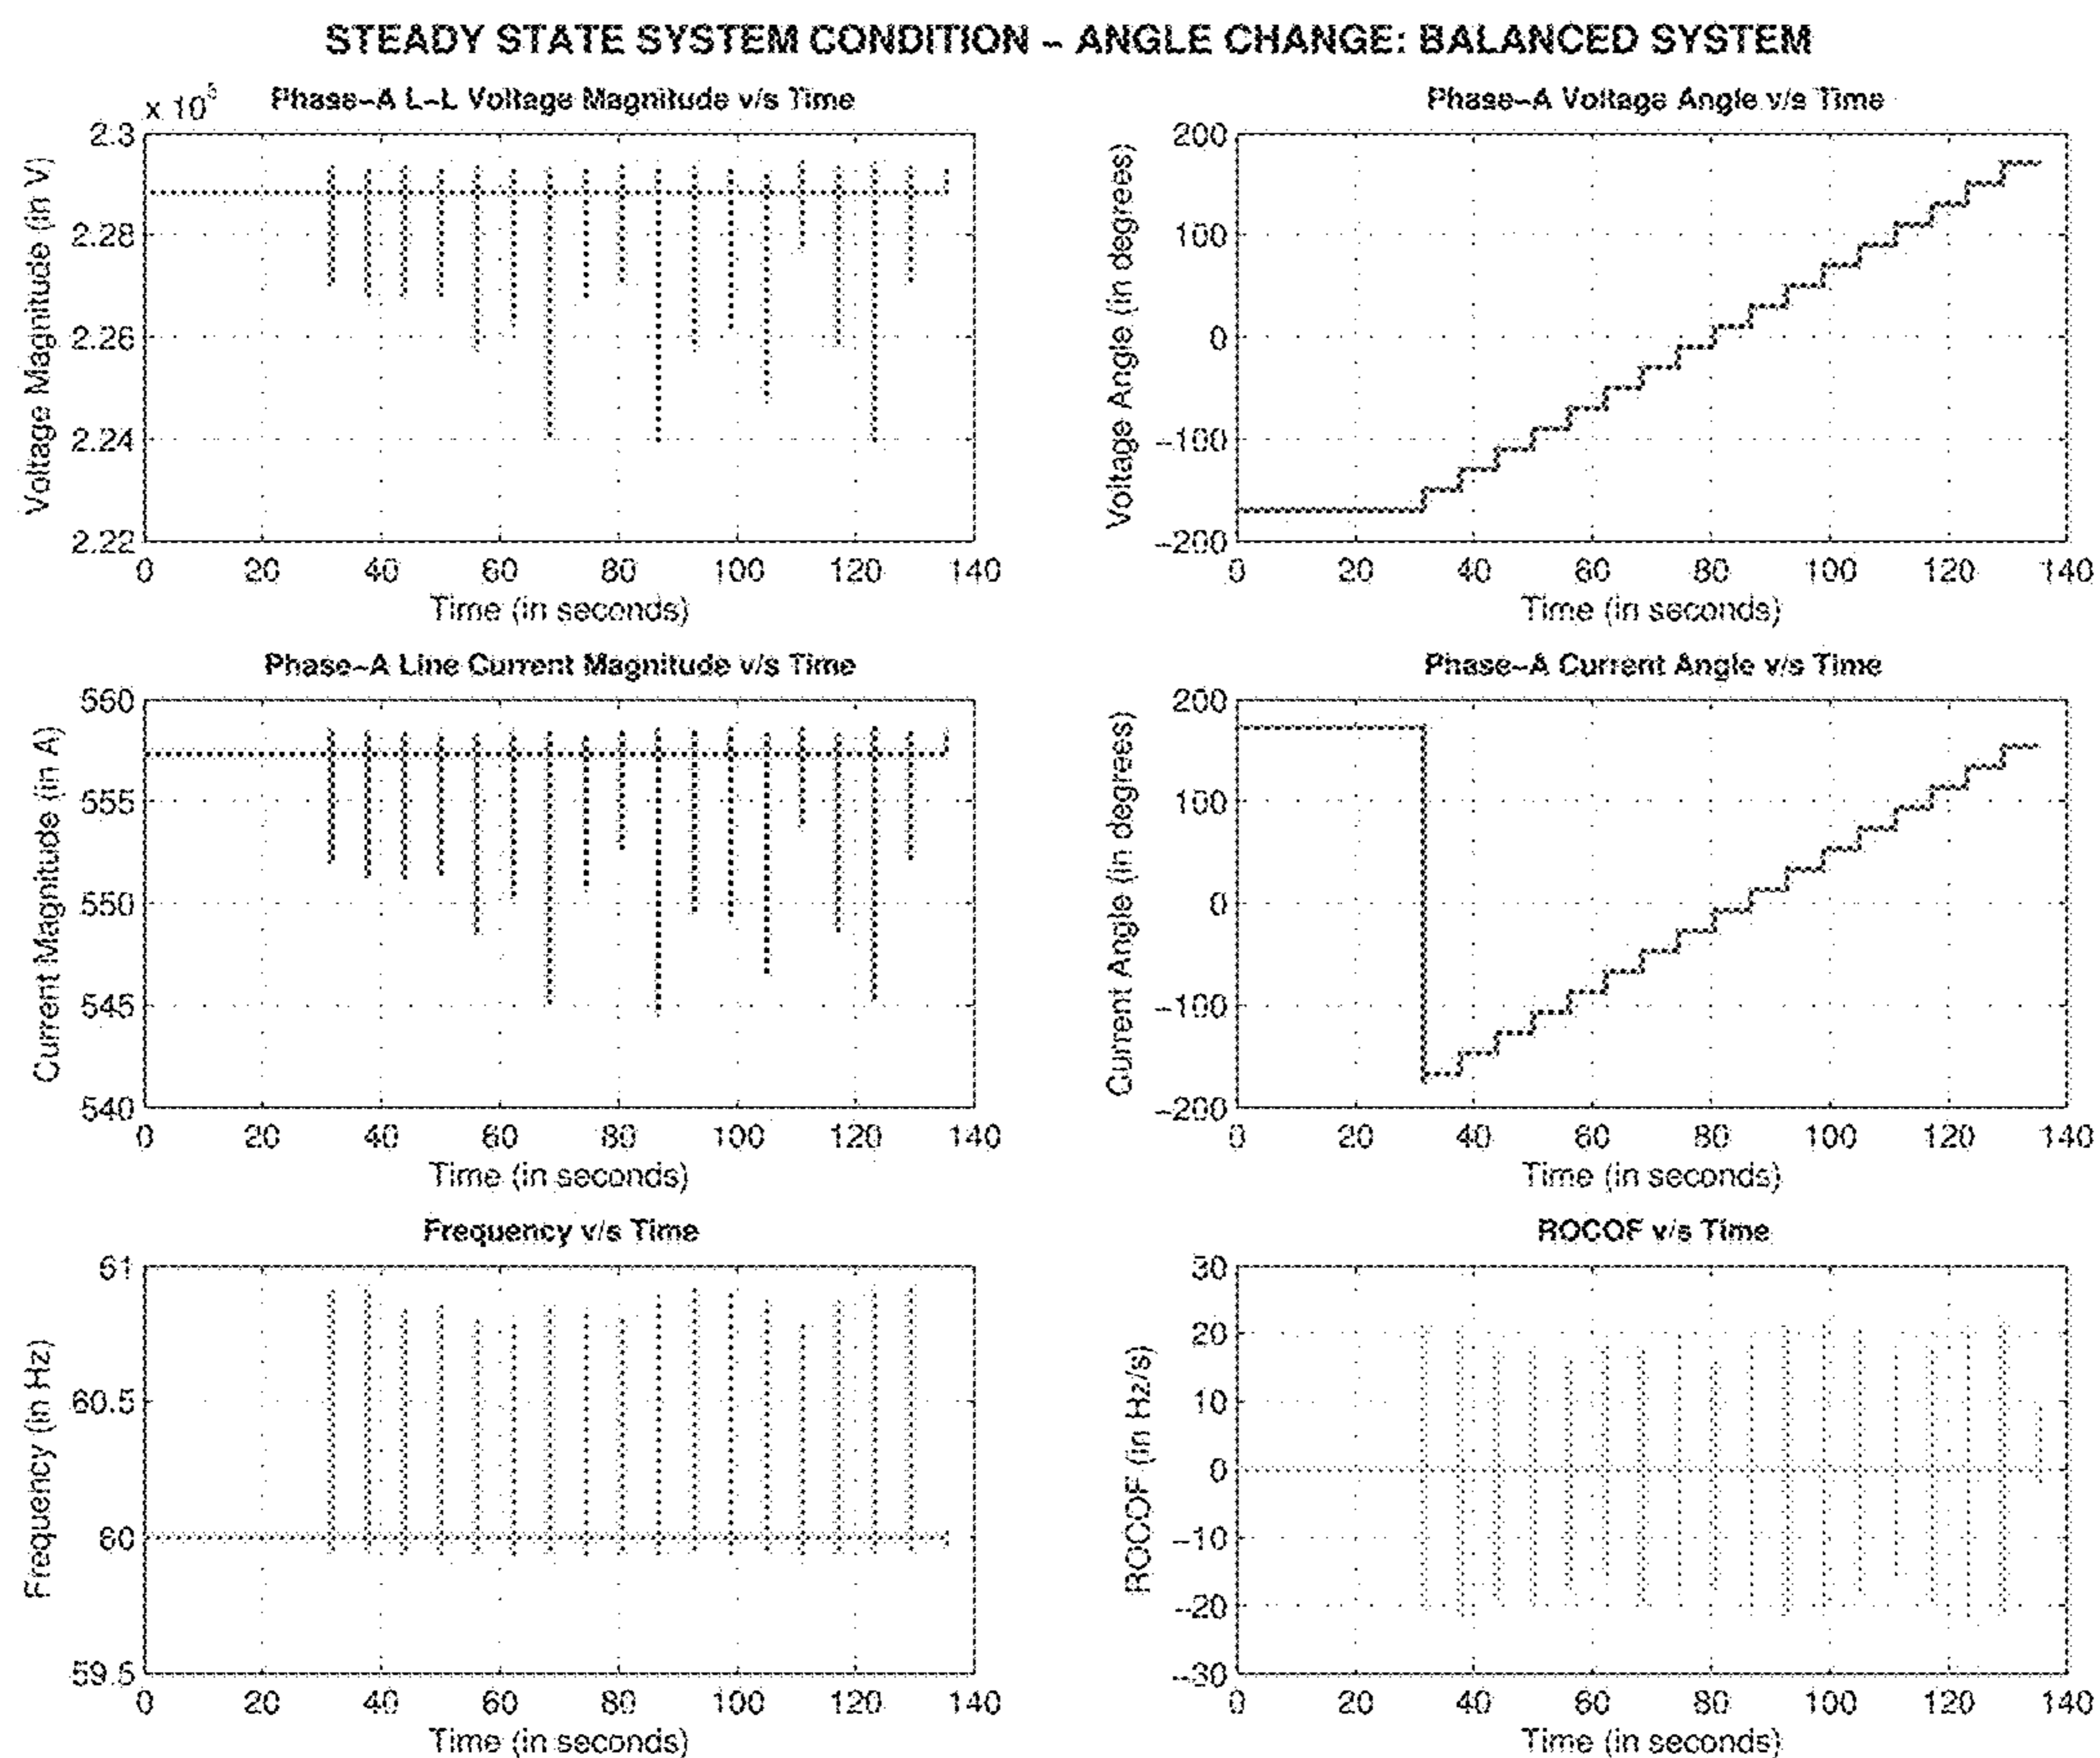 STEADY STATE SYSTEM CONDITION – ANGLE CHANGE: BALANCED SYSTEM
x 10^5
Phase–A L–L Voltage Magnitude v/s Time
Voltage Magnitude (in V)
2.3
2.28
2.26
2.24
2.22
0 20 40 60 80 100 120 140
Time (in seconds)
Phase–A Voltage Angle v/s Time
Voltage Angle (in degrees)
200
100
0
–100
–200
0 20 40 60 80 100 120 140
Time (in seconds)
Phase–A Line Current Magnitude v/s Time
Current Magnitude (in A)
560
555
550
545
540
0 20 40 60 80 100 120 140
Time (in seconds)
Phase–A Current Angle v/s Time
Current Angle (in degrees)
200
100
0
–100
–200
0 20 40 60 80 100 120 140
Time (in seconds)
Frequency v/s Time
Frequency (in Hz)
61
60.5
60
59.5
0 20 40 60 80 100 120 140
Time (in seconds)
ROCOF v/s Time
ROCOF (in Hz/s)
30
20
10
0
–10
–20
–30
0 20 40 60 80 100 120 140
Time (in seconds)